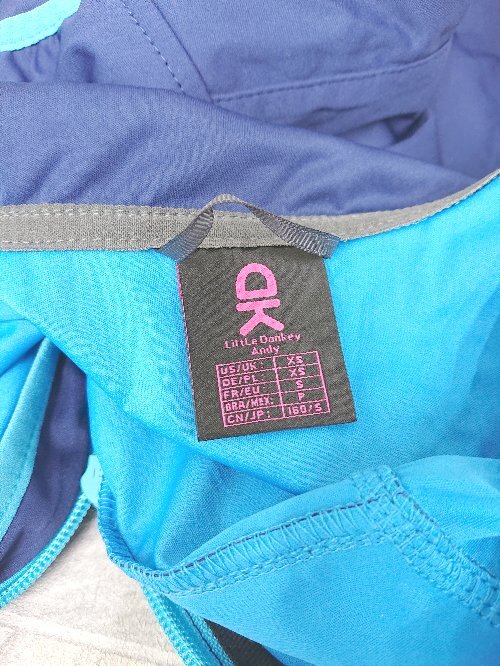 DK
Little Donkey
Andy
US/UK: XS
DE/PL: XS
FR/EU: S
BRA/MEX: P
CN/JP: 160/S